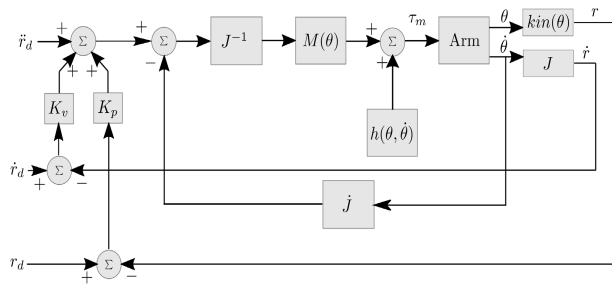 r̈_d + Σ + + + − Σ J^{-1} M(θ) + + Σ τ_m Arm θ kin(θ) r
θ̇ J ṙ
K_v K_p
h(θ, θ̇)
ṙ_d + Σ −
J̇
r_d + Σ −